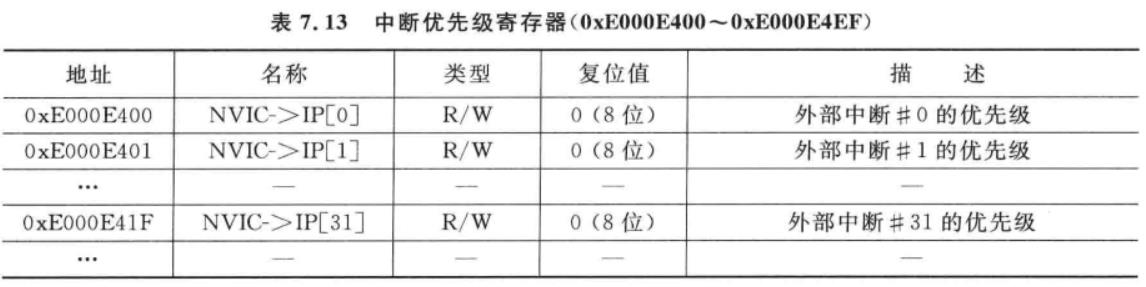 表 7.13 中断优先级寄存器(0xE000E400～0xE000E4EF)
地址 名称 类型 复位值 描 述
0xE000E400 NVIC->IP[0] R/W 0（8 位） 外部中断♯0 的优先级
0xE000E401 NVIC->IP[1] R/W 0（8 位） 外部中断♯1 的优先级
… — — — —
0xE000E41F NVIC->IP[31] R/W 0（8 位） 外部中断♯31 的优先级
… — — — —